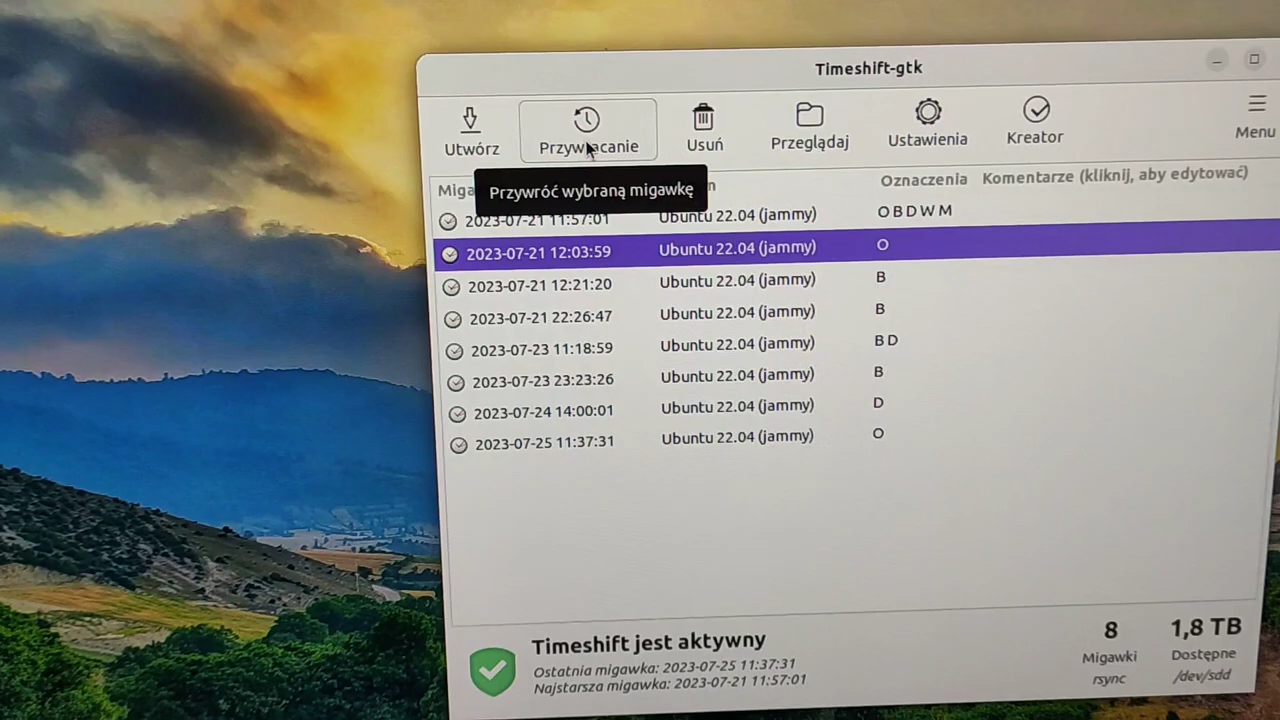 Timeshift-gtk
Utwórz
Usuń Przeglądaj Ustawienia Kreator Menu
Przywróć wybraną migawkę
Oznaczenia Komentarze (kliknij, aby edytować)
2023-07-21 11:57:01 Ubuntu 22.04 (jammy) O B D W M
2023-07-21 12:03:59 Ubuntu 22.04 (jammy) O
2023-07-21 12:21:20 Ubuntu 22.04 (jammy) B
2023-07-21 22:26:47 Ubuntu 22.04 (jammy) B
2023-07-23 11:18:59 Ubuntu 22.04 (jammy) B D
2023-07-23 23:23:26 Ubuntu 22.04 (jammy) B
2023-07-24 14:00:01 Ubuntu 22.04 (jammy) D
2023-07-25 11:37:31 Ubuntu 22.04 (jammy) O
Timeshift jest aktywny
Ostatnia migawka: 2023-07-25 11:37:31
Najstarsza migawka: 2023-07-21 11:57:01
8 1,8 TB
Migawki Dostępne
rsync /dev/sdd